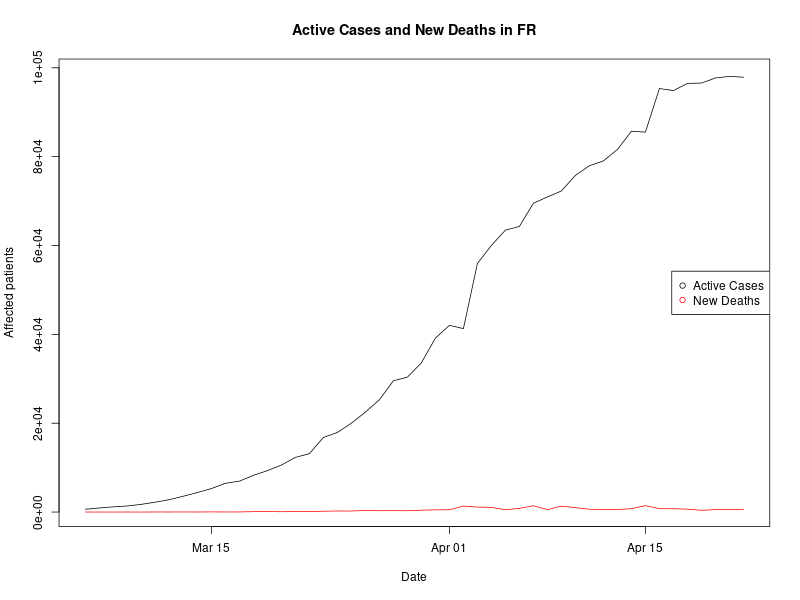 Active Cases and New Deaths in FR
Affected patients
1e+05
8e+04
6e+04
4e+04
2e+04
0e+00
Active Cases
New Deaths
Mar 15
Apr 01
Apr 15
Date